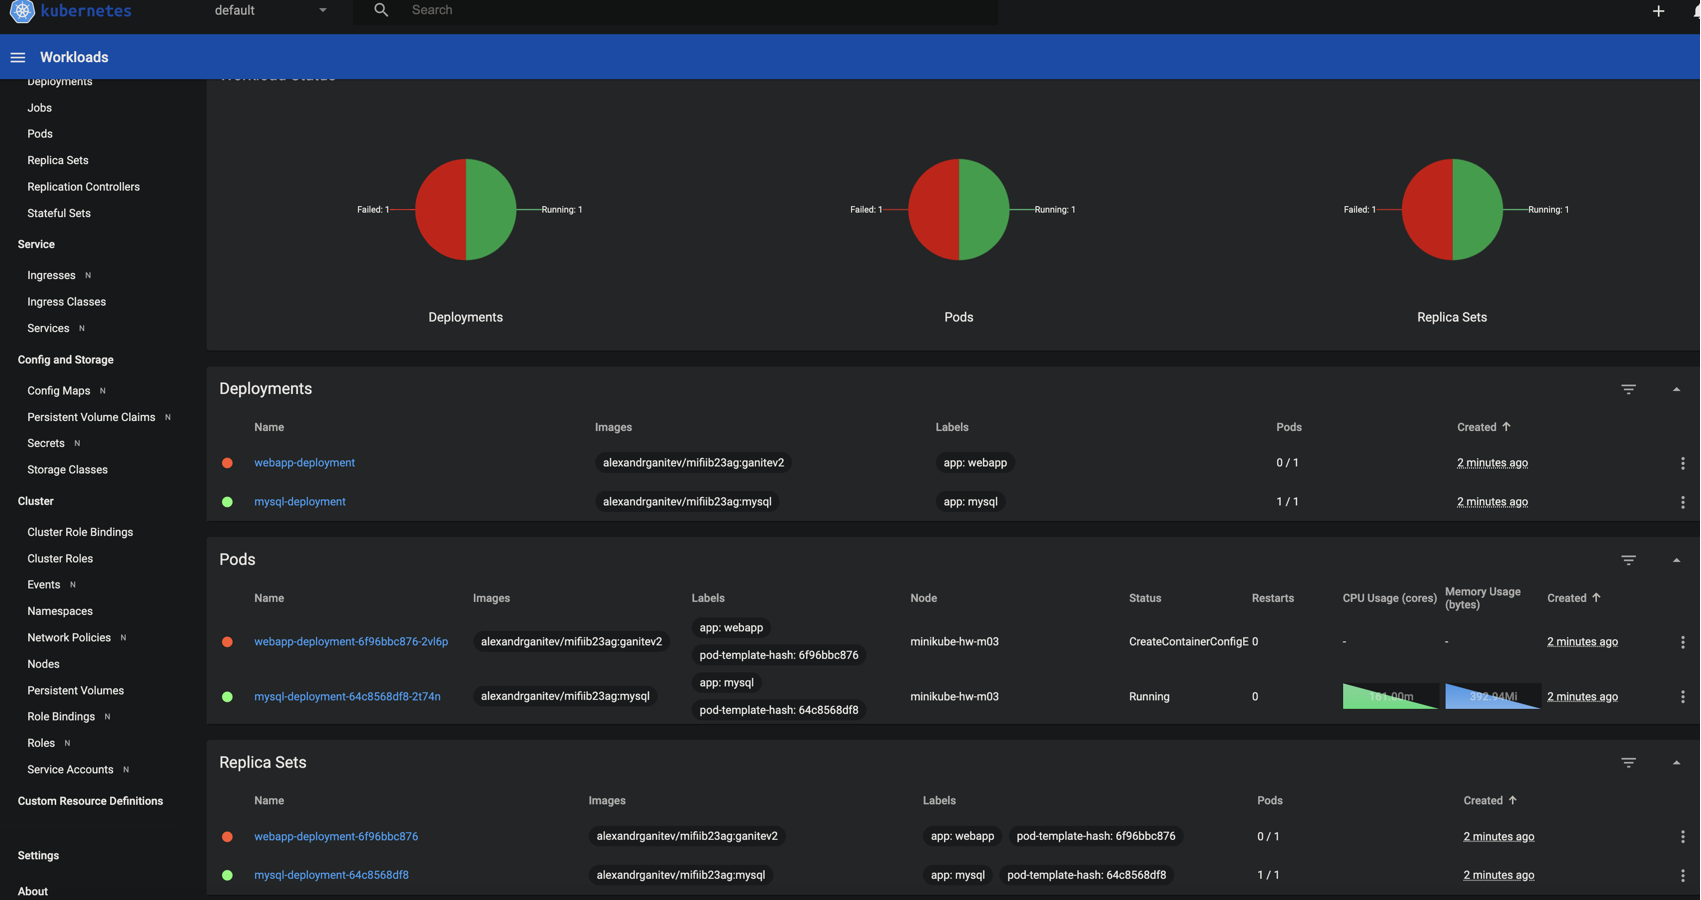 kubernetes
default
Search
Workloads
Workload Status
Deployments
Jobs
Pods
Replica Sets
Replication Controllers
Stateful Sets
Service
Ingresses N
Ingress Classes
Services N
Config and Storage
Config Maps N
Persistent Volume Claims N
Secrets N
Storage Classes
Cluster
Cluster Role Bindings
Cluster Roles
Events N
Namespaces
Network Policies N
Nodes
Persistent Volumes
Role Bindings N
Roles N
Service Accounts N
Custom Resource Definitions
Settings
About
Failed: 1 Running: 1
Deployments
Failed: 1 Running: 1
Pods
Failed: 1 Running: 1
Replica Sets
Deployments
Name Images Labels Pods Created
webapp-deployment alexandrganitev/mifiib23ag:ganitev2 app: webapp 0 / 1 2 minutes ago
mysql-deployment alexandrganitev/mifiib23ag:mysql app: mysql 1 / 1 2 minutes ago
Pods
Name Images Labels Node Status Restarts CPU Usage (cores) Memory Usage (bytes) Created
webapp-deployment-6f96bbc876-2vl6p alexandrganitev/mifiib23ag:ganitev2 app: webapp pod-template-hash: 6f96bbc876 minikube-hw-m03 CreateContainerConfigE 0 - - 2 minutes ago
mysql-deployment-64c8568df8-2t74n alexandrganitev/mifiib23ag:mysql app: mysql pod-template-hash: 64c8568df8 minikube-hw-m03 Running 0 392.94Mi 2 minutes ago
Replica Sets
Name Images Labels Pods Created
webapp-deployment-6f96bbc876 alexandrganitev/mifiib23ag:ganitev2 app: webapp pod-template-hash: 6f96bbc876 0 / 1 2 minutes ago
mysql-deployment-64c8568df8 alexandrganitev/mifiib23ag:mysql app: mysql pod-template-hash: 64c8568df8 1 / 1 2 minutes ago